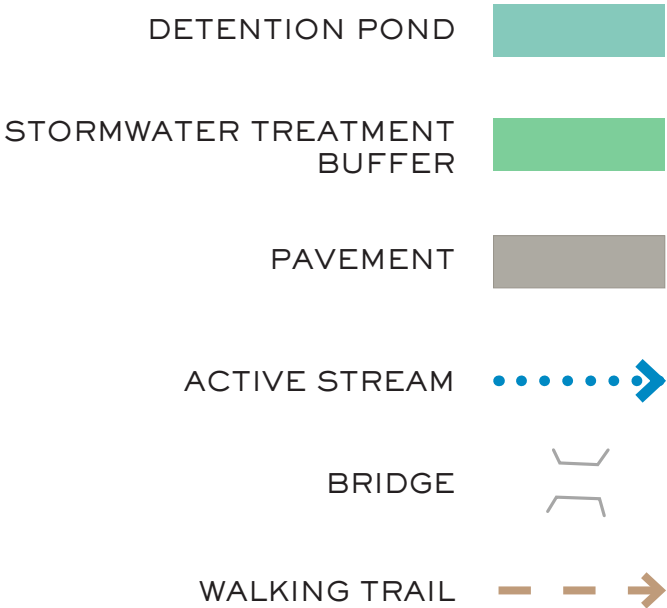 DETENTION POND
STORMWATER TREATMENT
BUFFER
PAVEMENT
ACTIVE STREAM
BRIDGE
WALKING TRAIL